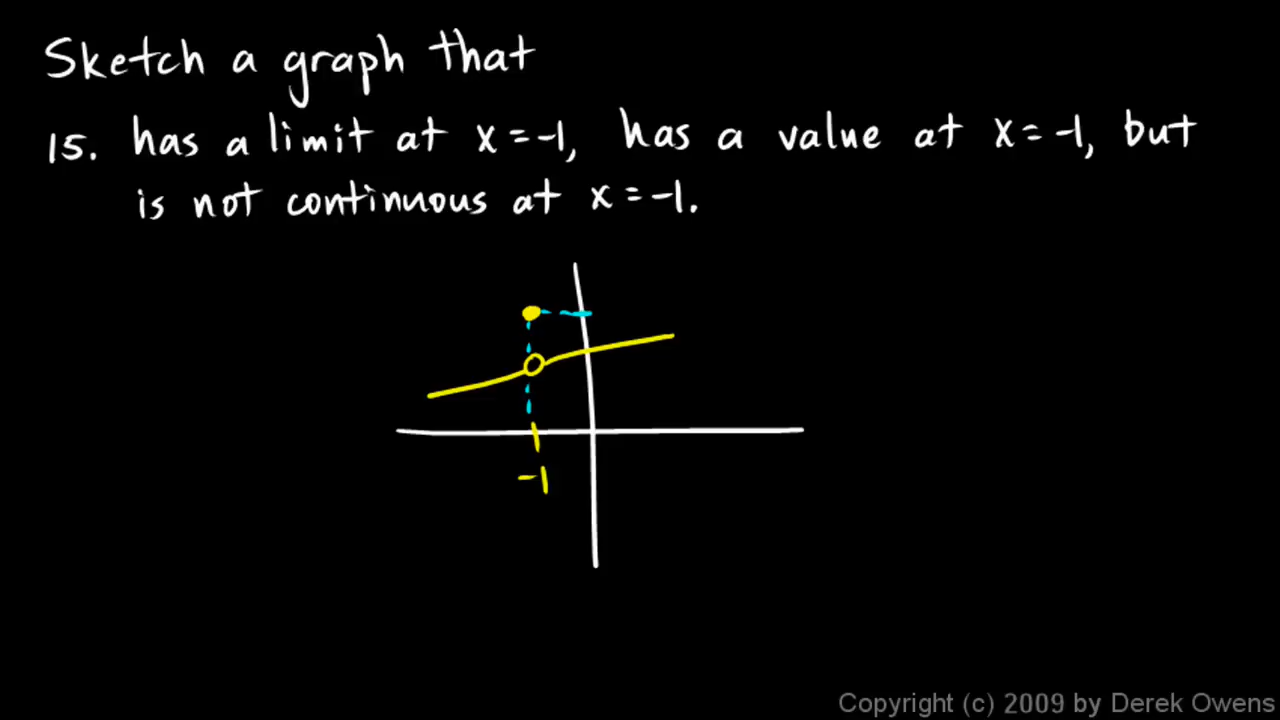 Sketch a graph that
15. has a limit at x = -1, has a value at x = -1, but
is not continuous at x = -1.
-1
Copyright (c) 2009 by Derek Owens